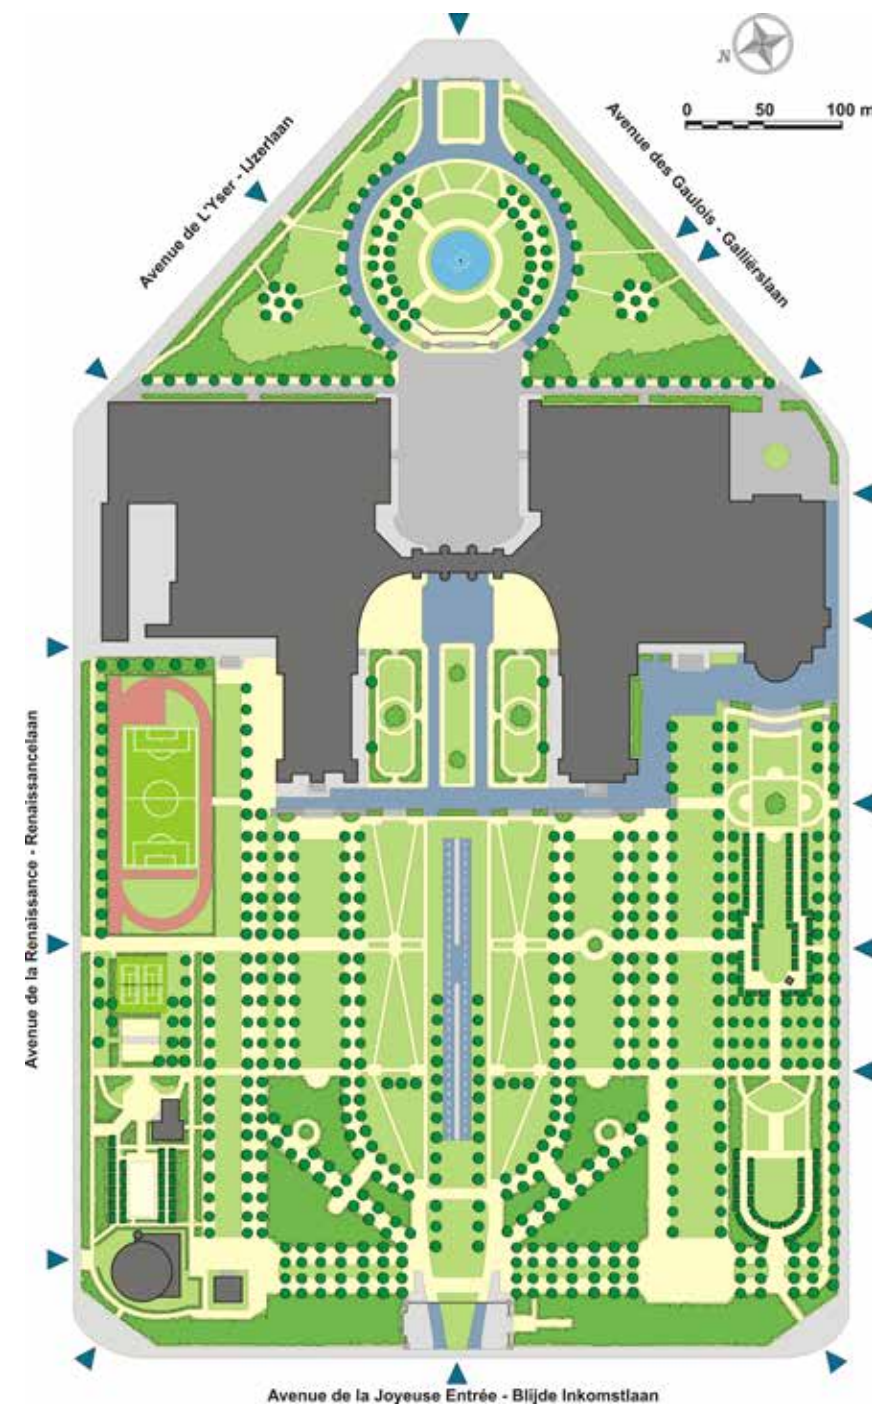 N
0 50 100 m
Avenue de L'Yser - IJzerlaan
Avenue des Gaulois - Galliërslaan
Avenue de la Renaissance - Renaissancelaan
Avenue de la Joyeuse Entrée - Blijde Inkomstlaan